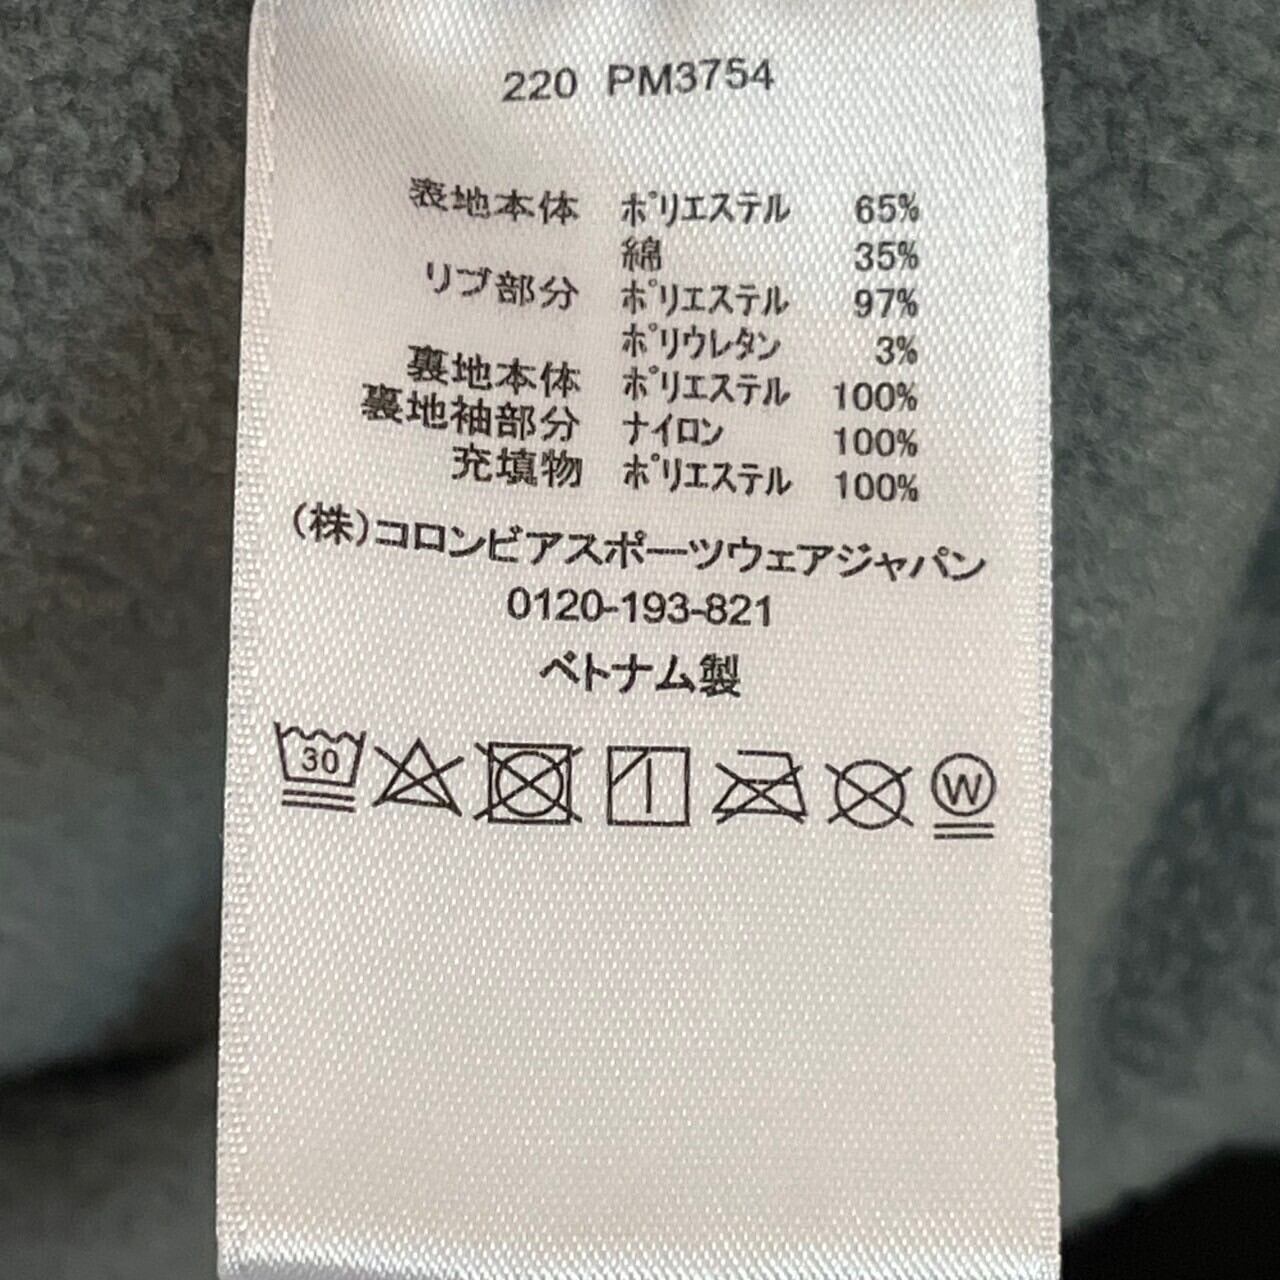 220 PM3754
表地本体 ポリエステル 65%
綿 35%
リブ部分 ポリエステル 97%
ポリウレタン 3%
裏地本体 ポリエステル 100%
裏地袖部分 ナイロン 100%
充填物 ポリエステル 100%
(株)コロンビアスポーツウェアジャパン
0120-193-821
ベトナム製
30 W